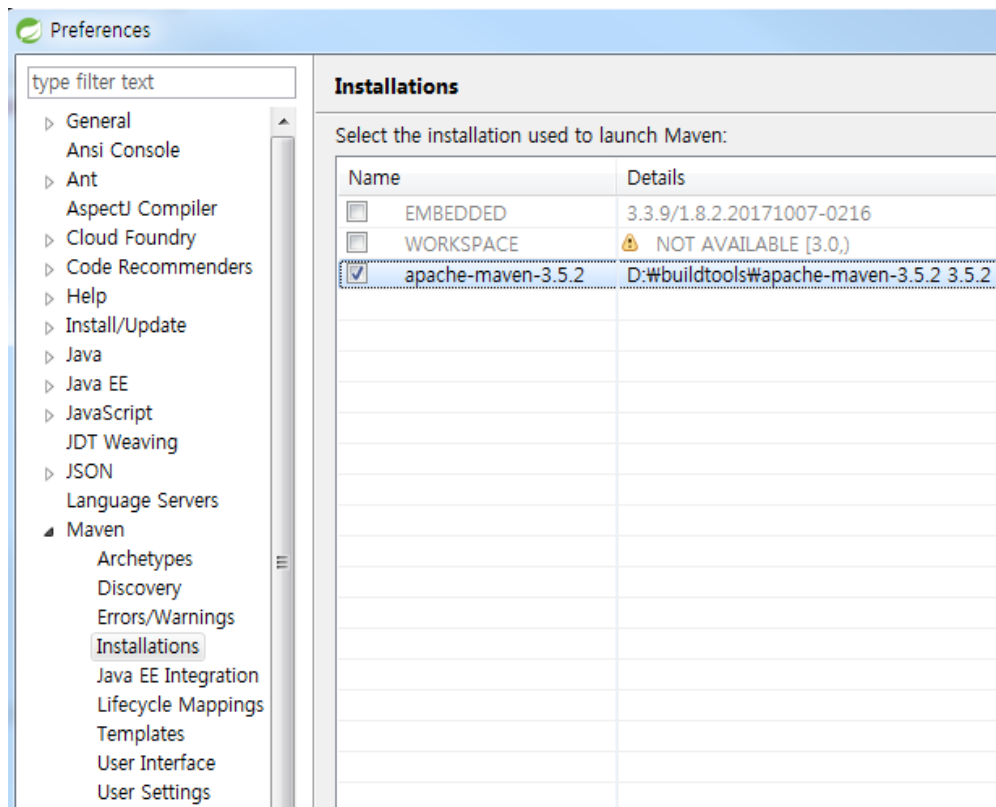 Preferences
type filter text
General
Ansi Console
Ant
AspectJ Compiler
Cloud Foundry
Code Recommenders
Help
Install/Update
Java
Java EE
JavaScript
JDT Weaving
JSON
Language Servers
Maven
Archetypes
Discovery
Errors/Warnings
Installations
Java EE Integration
Lifecycle Mappings
Templates
User Interface
User Settings
Installations
Select the installation used to launch Maven:
Name Details
EMBEDDED 3.3.9/1.8.2.20171007-0216
WORKSPACE NOT AVAILABLE [3.0,)
apache-maven-3.5.2 D:₩buildtools₩apache-maven-3.5.2 3.5.2